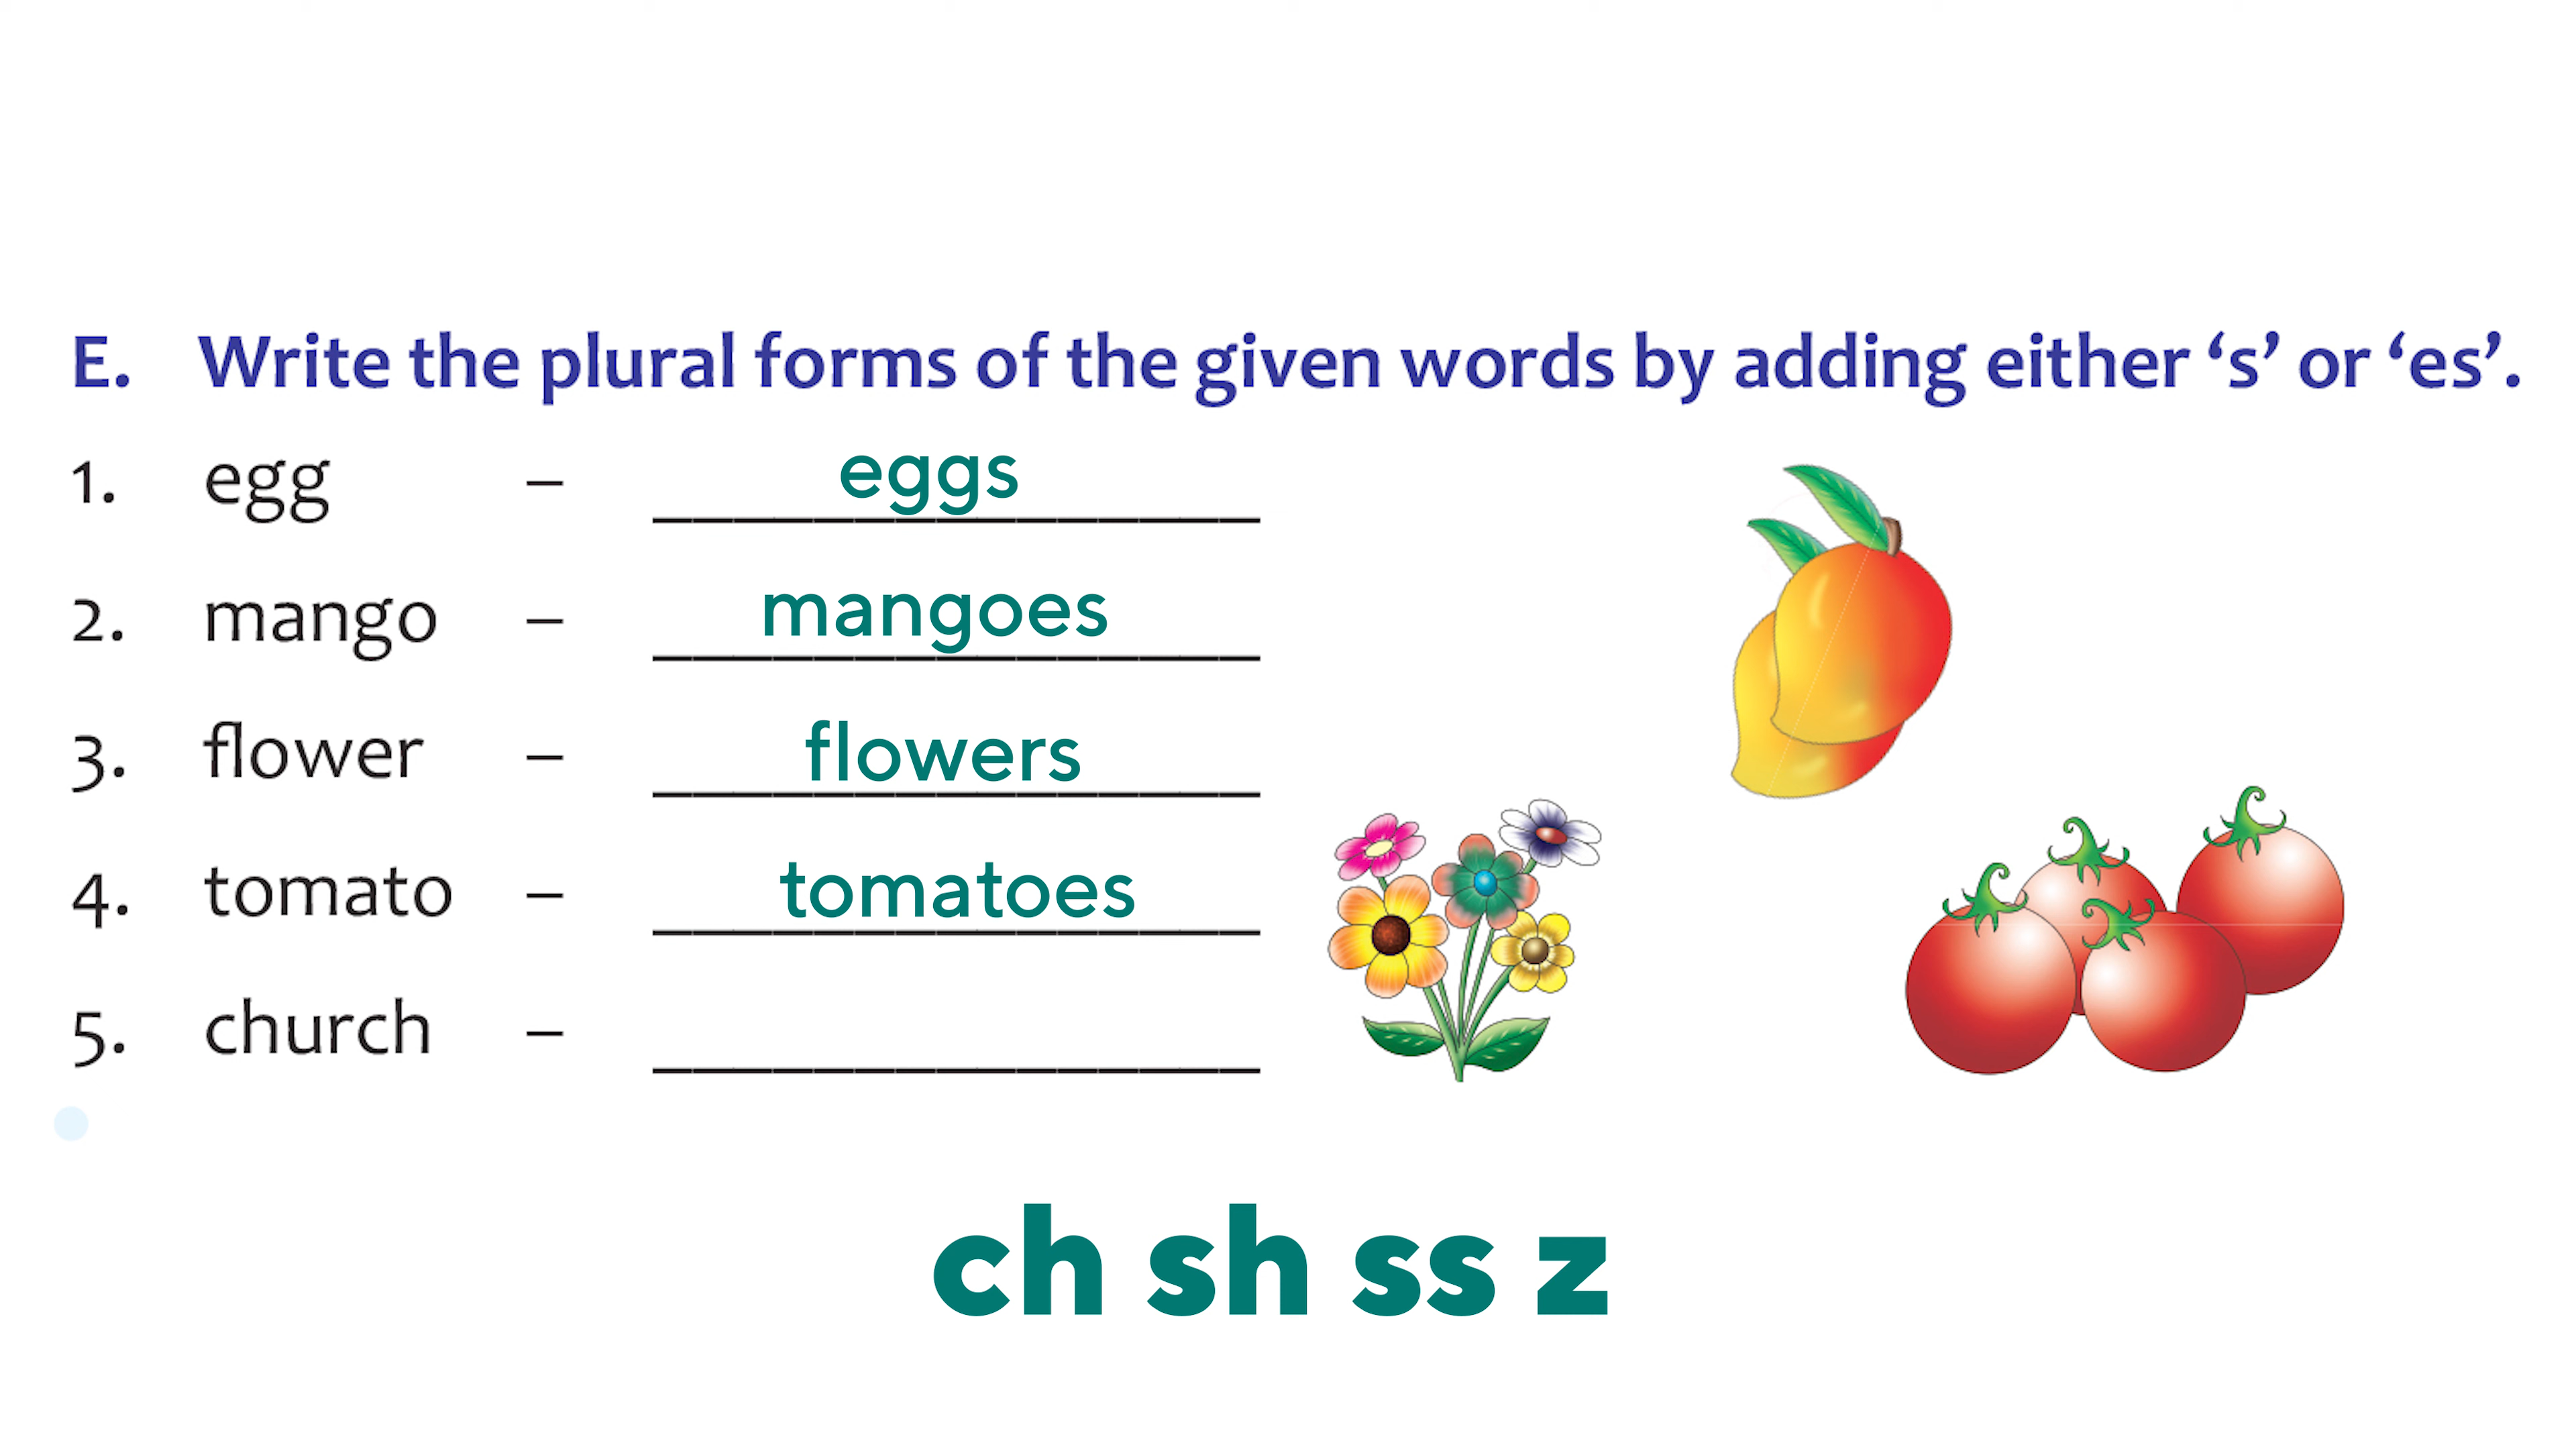 E. Write the plural forms of the given words by adding either ‘s’ or ‘es’.
1. egg – eggs
2. mango – mangoes
3. flower – flowers
4. tomato – tomatoes
5. church –
ch sh ss z